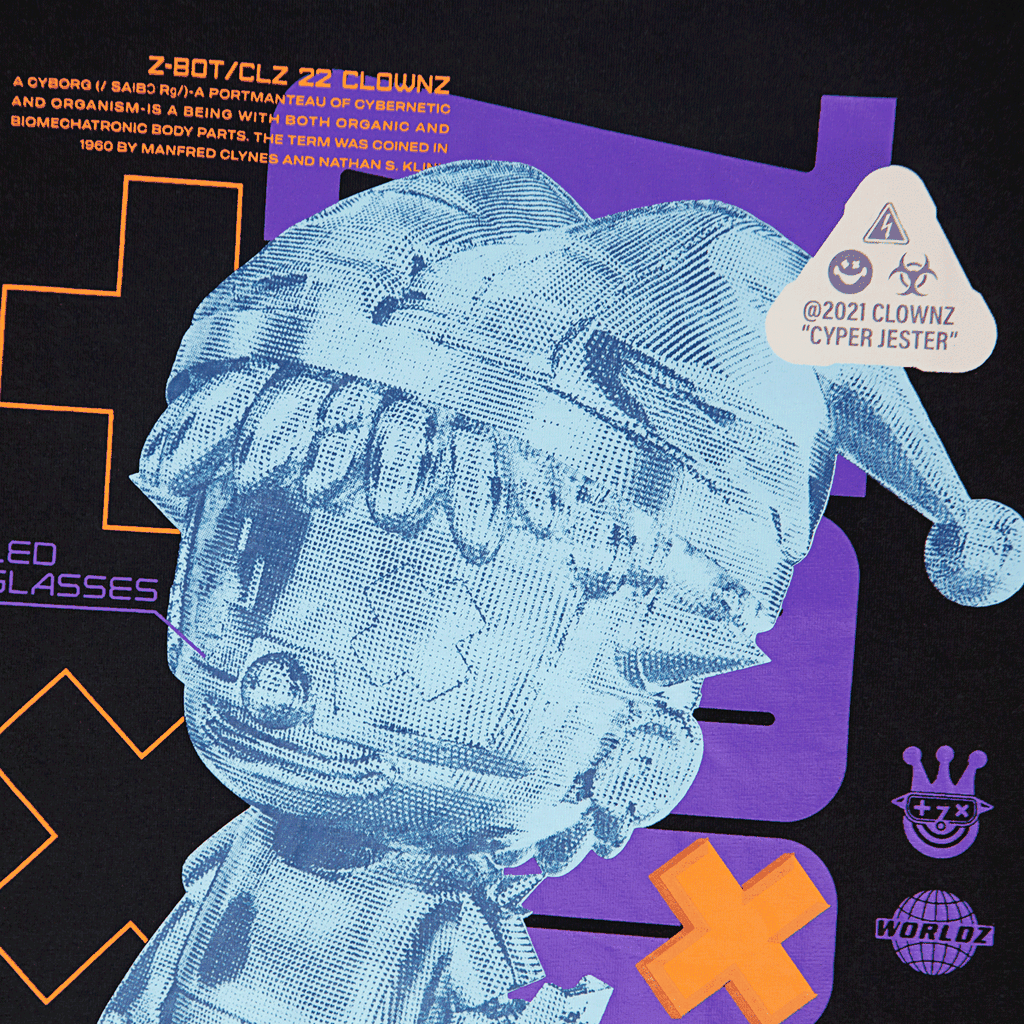 Z-BOT/CLZ 22 CLOWNZ
A CYBORG (/ SAIBƆ Rg/)-A PORTMANTEAU OF CYBERNETIC
AND ORGANISM-IS A BEING WITH BOTH ORGANIC AND
BIOMECHATRONIC BODY PARTS. THE TERM WAS COINED IN
1960 BY MANFRED CLYNES AND NATHAN S.
@2021 CLOWNZ
"CYPER JESTER"
LED
GLASSES
WORLDZ